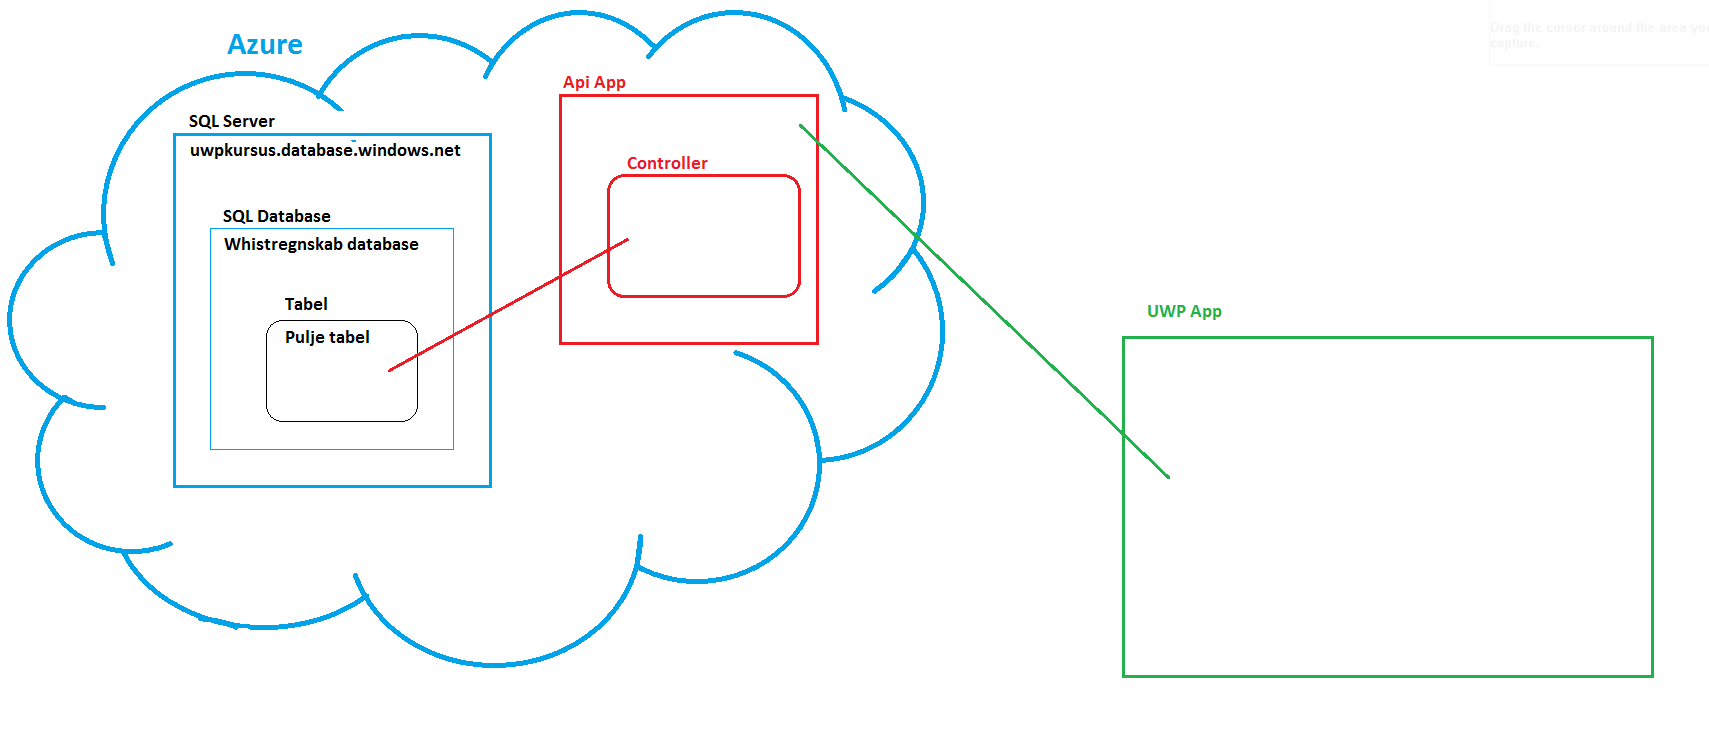 Azure
SQL Server
uwpkursus.database.windows.net
SQL Database
Whistregnskab database
Tabel
Pulje tabel
Api App
Controller
UWP App
Drag the cursor around the area you
capture.